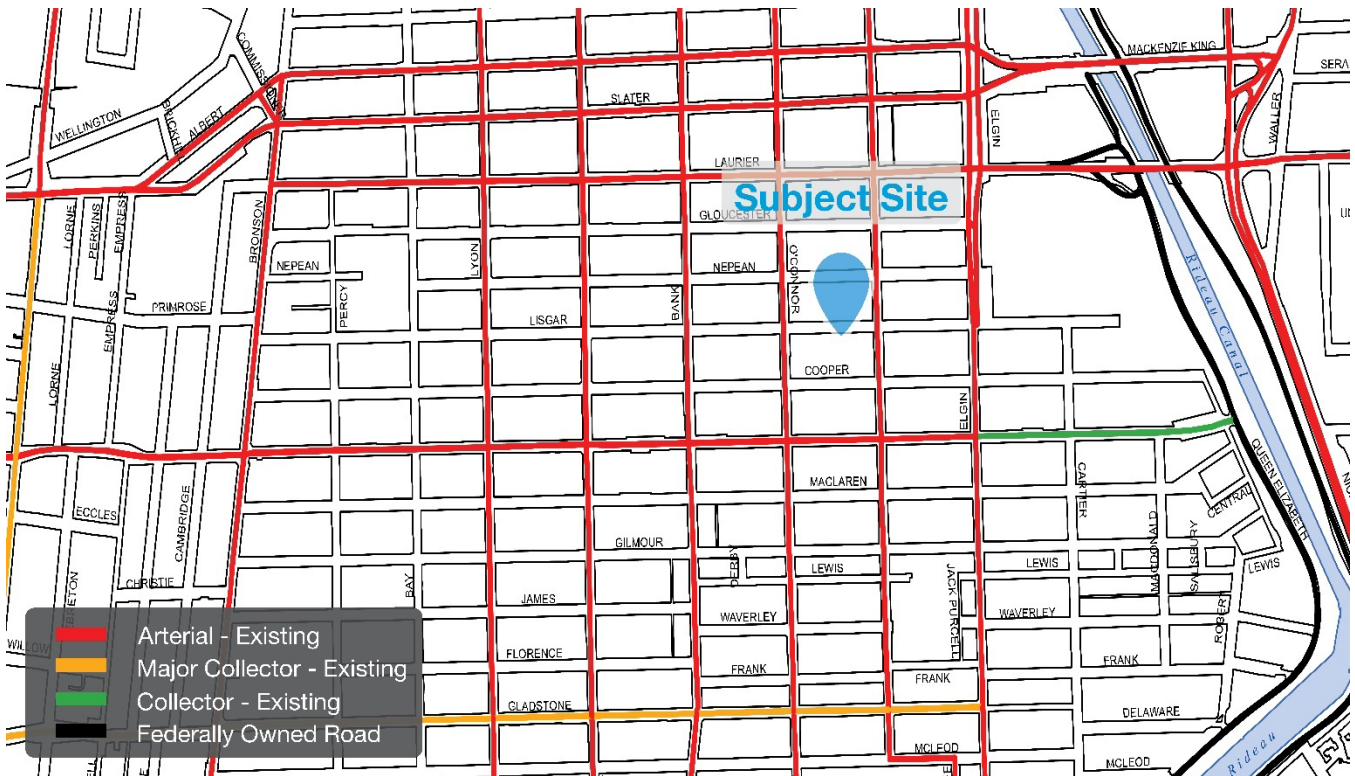 MACKENZIE KING
COMMISSIONER
SERA
SLATER
WELLINGTON
ALBERT
WALLER
ELGIN
LAURIER
Subject Site
GLOUCESTER
LORNE
PERKINS
EMPRESS
BRONSON
LYON
NEPEAN
NEPEAN
O'CONNOR
Rideau Canal
PERCY
PRIMROSE
EMPRESS
LISGAR
BANK
COOPER
LORNE
ELGIN
MACLAREN
CARTIER
QUEEN ELIZABETH
CENTRAL
ECCLES
CAMBRIDGE
GILMOUR
DERBY
LEWIS
LEWIS
LEWIS
MACDONALD
SALISBURY
CHRISTIE
BAY
JAMES
JACK PURCELL
WAVERLEY
WAVERLEY
ROBERT
Arterial - Existing
Major Collector - Existing
Collector - Existing
Federally Owned Road
WILLOW
FLORENCE
FRANK
FRANK
FRANK
GLADSTONE
DELAWARE
MCLEOD
MCLEOD
Rideau